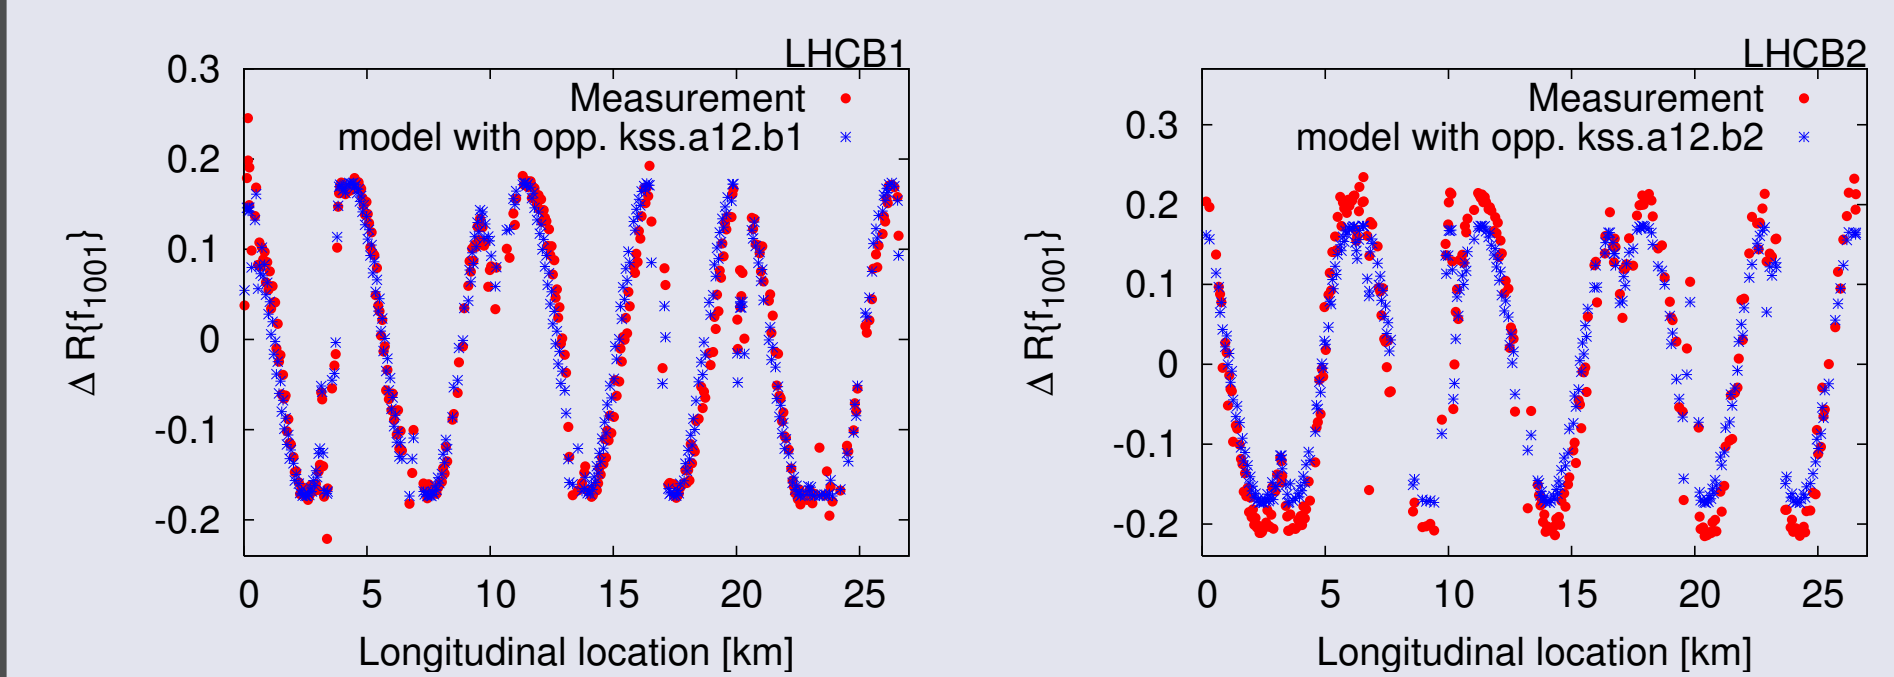 LHCB1
Measurement
model with opp. kss.a12.b1
0.3
0.2
0.1
0
-0.1
-0.2
Δ R{f1001}
0 5 10 15 20 25
Longitudinal location [km]
LHCB2
Measurement
model with opp. kss.a12.b2
0.3
0.2
0.1
0
-0.1
-0.2
Δ R{f1001}
0 5 10 15 20 25
Longitudinal location [km]